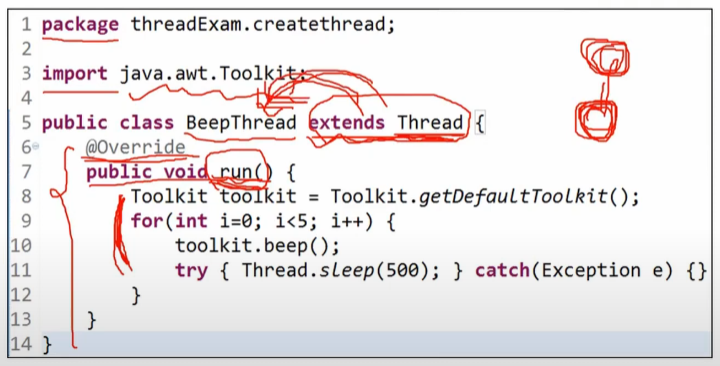 1 package threadExam.createthread;
2
3 import java.awt.Toolkit;
4
5 public class BeepThread extends Thread {
6 @Override
7 public void run() {
8 Toolkit toolkit = Toolkit.getDefaultToolkit();
9 for(int i=0; i<5; i++) {
10 toolkit.beep();
11 try { Thread.sleep(500); } catch(Exception e) {}
12 }
13 }
14 }